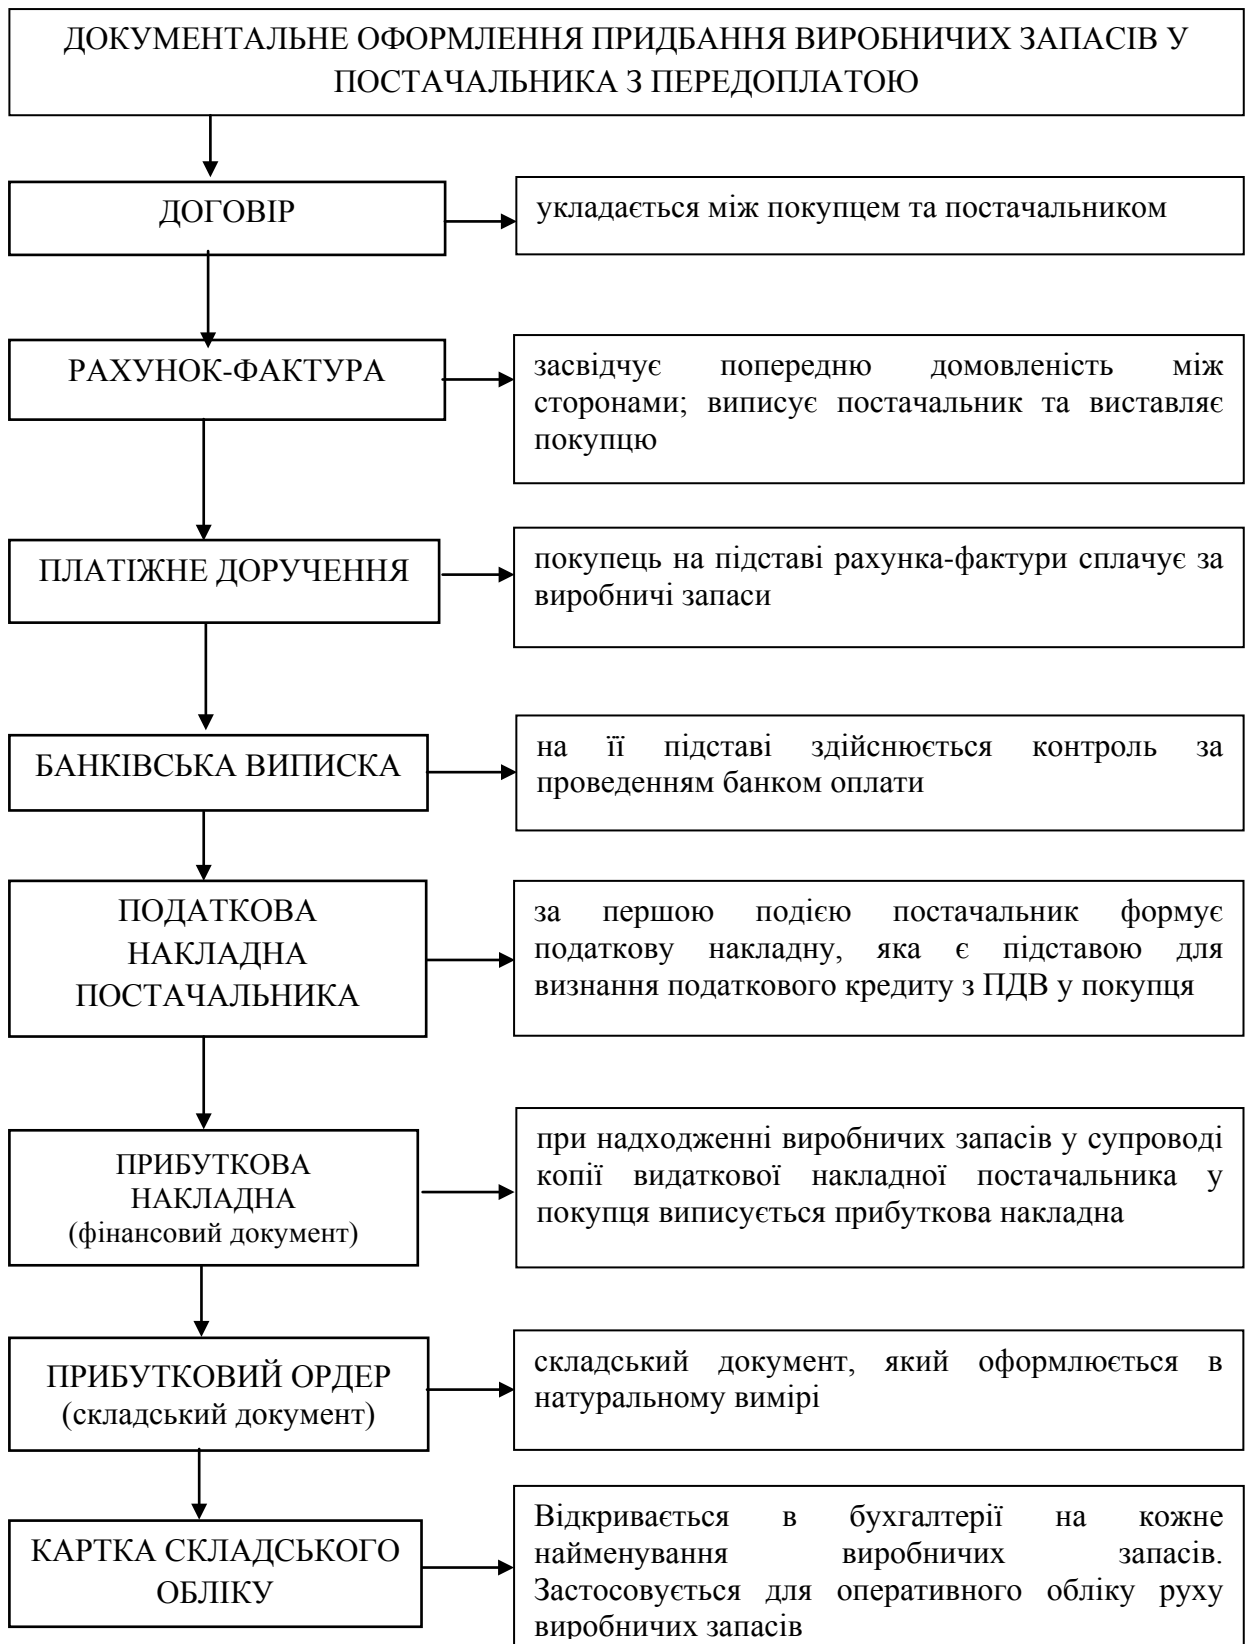 ДОКУМЕНТАЛЬНЕ ОФОРМЛЕННЯ ПРИДБАННЯ ВИРОБНИЧИХ ЗАПАСІВ У
ПОСТАЧАЛЬНИКА З ПЕРЕДОПЛАТОЮ
ДОГОВІР
укладається між покупцем та постачальником
РАХУНОК-ФАКТУРА
засвідчує попередню домовленість між
сторонами; виписує постачальник та виставляє
покупцю
ПЛАТІЖНЕ ДОРУЧЕННЯ
покупець на підставі рахунка-фактури сплачує за
виробничі запаси
БАНКІВСЬКА ВИПИСКА
на її підставі здійснюється контроль за
проведенням банком оплати
ПОДАТКОВА
НАКЛАДНА
ПОСТАЧАЛЬНИКА
за першою подією постачальник формує
податкову накладну, яка є підставою для
визнання податкового кредиту з ПДВ у покупця
ПРИБУТКОВА
НАКЛАДНА
(фінансовий документ)
при надходженні виробничих запасів у супроводі
копії видаткової накладної постачальника у
покупця виписується прибуткова накладна
ПРИБУТКОВИЙ ОРДЕР
(складський документ)
складський документ, який оформлюється в
натуральному вимірі
КАРТКА СКЛАДСЬКОГО
ОБЛІКУ
Відкривається в бухгалтерії на кожне
найменування виробничих запасів.
Застосовується для оперативного обліку руху
виробничих запасів